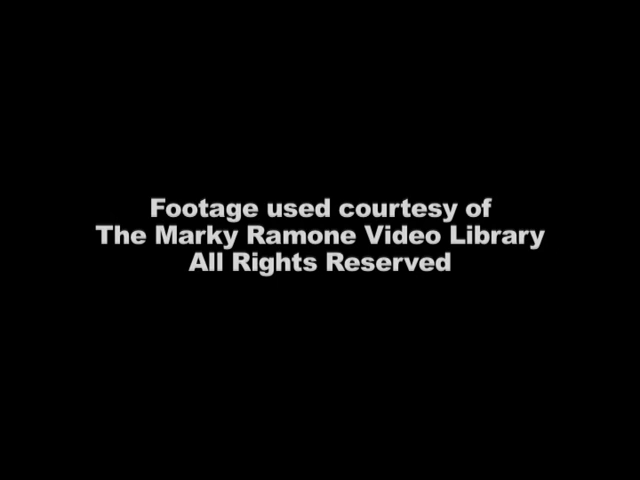 Footage used courtesy of
The Marky Ramone Video Library
All Rights Reserved